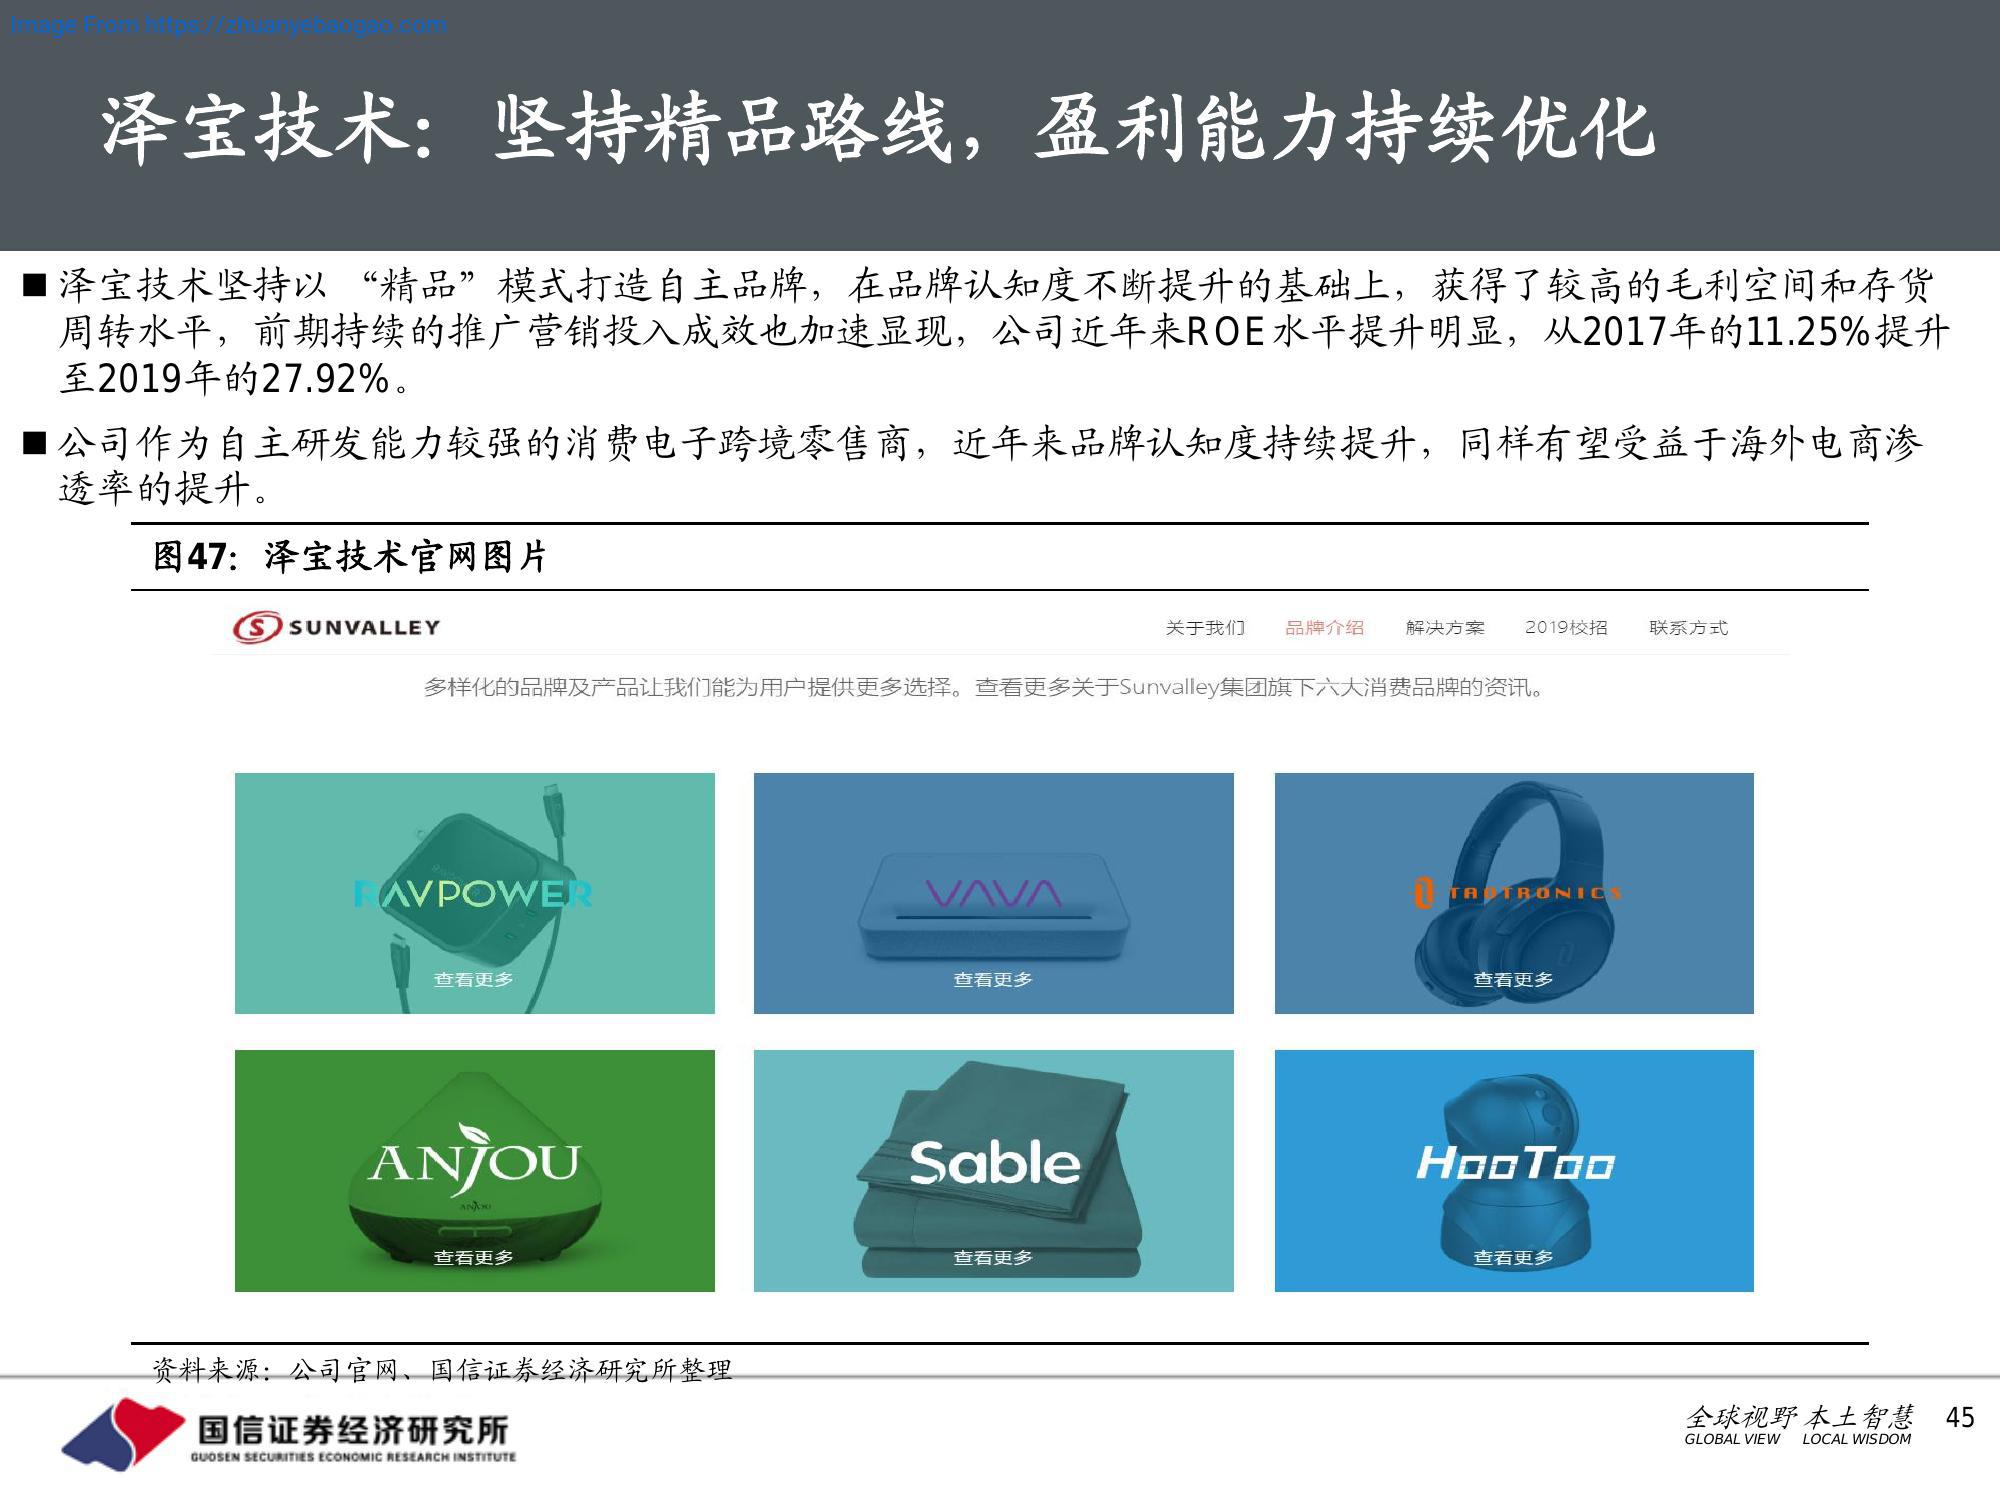 Image From https://zhuanyebaogao.com
泽宝技术：坚持精品路线，盈利能力持续优化
■ 泽宝技术坚持以 “精品”模式打造自主品牌，在品牌认知度不断提升的基础上，获得了较高的毛利空间和存货
周转水平，前期持续的推广营销投入成效也加速显现，公司近年来ROE水平提升明显，从2017年的11.25%提升
至2019年的27.92%。
■ 公司作为自主研发能力较强的消费电子跨境零售商，近年来品牌认知度持续提升，同样有望受益于海外电商渗
透率的提升。
图47：泽宝技术官网图片
SUNVALLEY 关于我们 品牌介绍 解决方案 2019校招 联系方式
多样化的品牌及产品让我们能为用户提供更多选择。查看更多关于Sunvalley集团旗下六大消费品牌的资讯。
RAVPOWER VAVA TAOTRONICS
查看更多 查看更多 查看更多
ANJOU Sable HooToo
ANJOU
查看更多 查看更多 查看更多
资料来源：公司官网、国信证券经济研究所整理
国信证券经济研究所 全球视野 本土智慧 45
GUOSEN SECURITIES ECONOMIC RESEARCH INSTITUTE GLOBAL VIEW LOCAL WISDOM